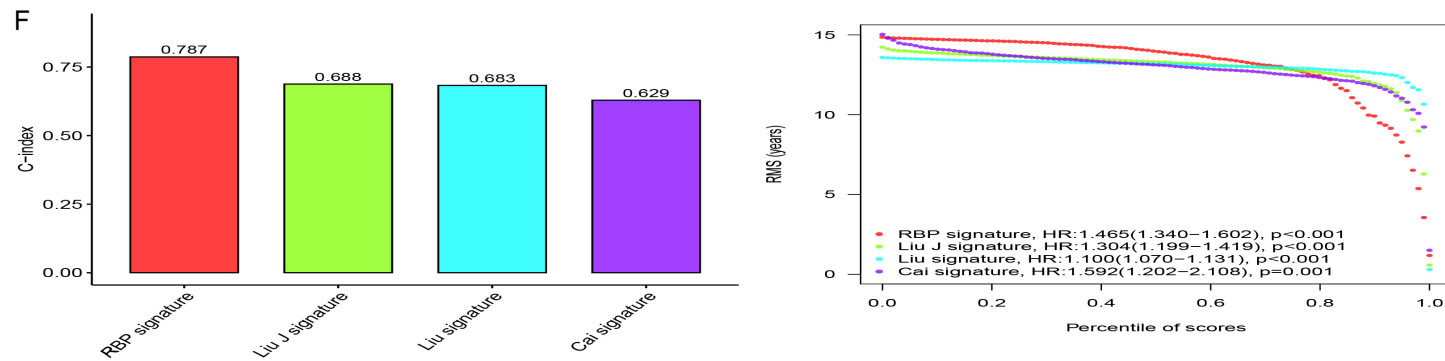 F
C-index
0.75
0.50
0.25
0.00
0.787
0.688
0.683
0.629
RBP signature
Liu J signature
Liu signature
Cai signature
RMS (years)
15
10
5
0
RBP signature, HR:1.465(1.340-1.602), p<0.001
Liu J signature, HR:1.304(1.199-1.419), p<0.001
Liu signature, HR:1.100(1.070-1.131), p<0.001
Cai signature, HR:1.592(1.202-2.108), p=0.001
0.0 0.2 0.4 0.6 0.8 1.0
Percentile of scores